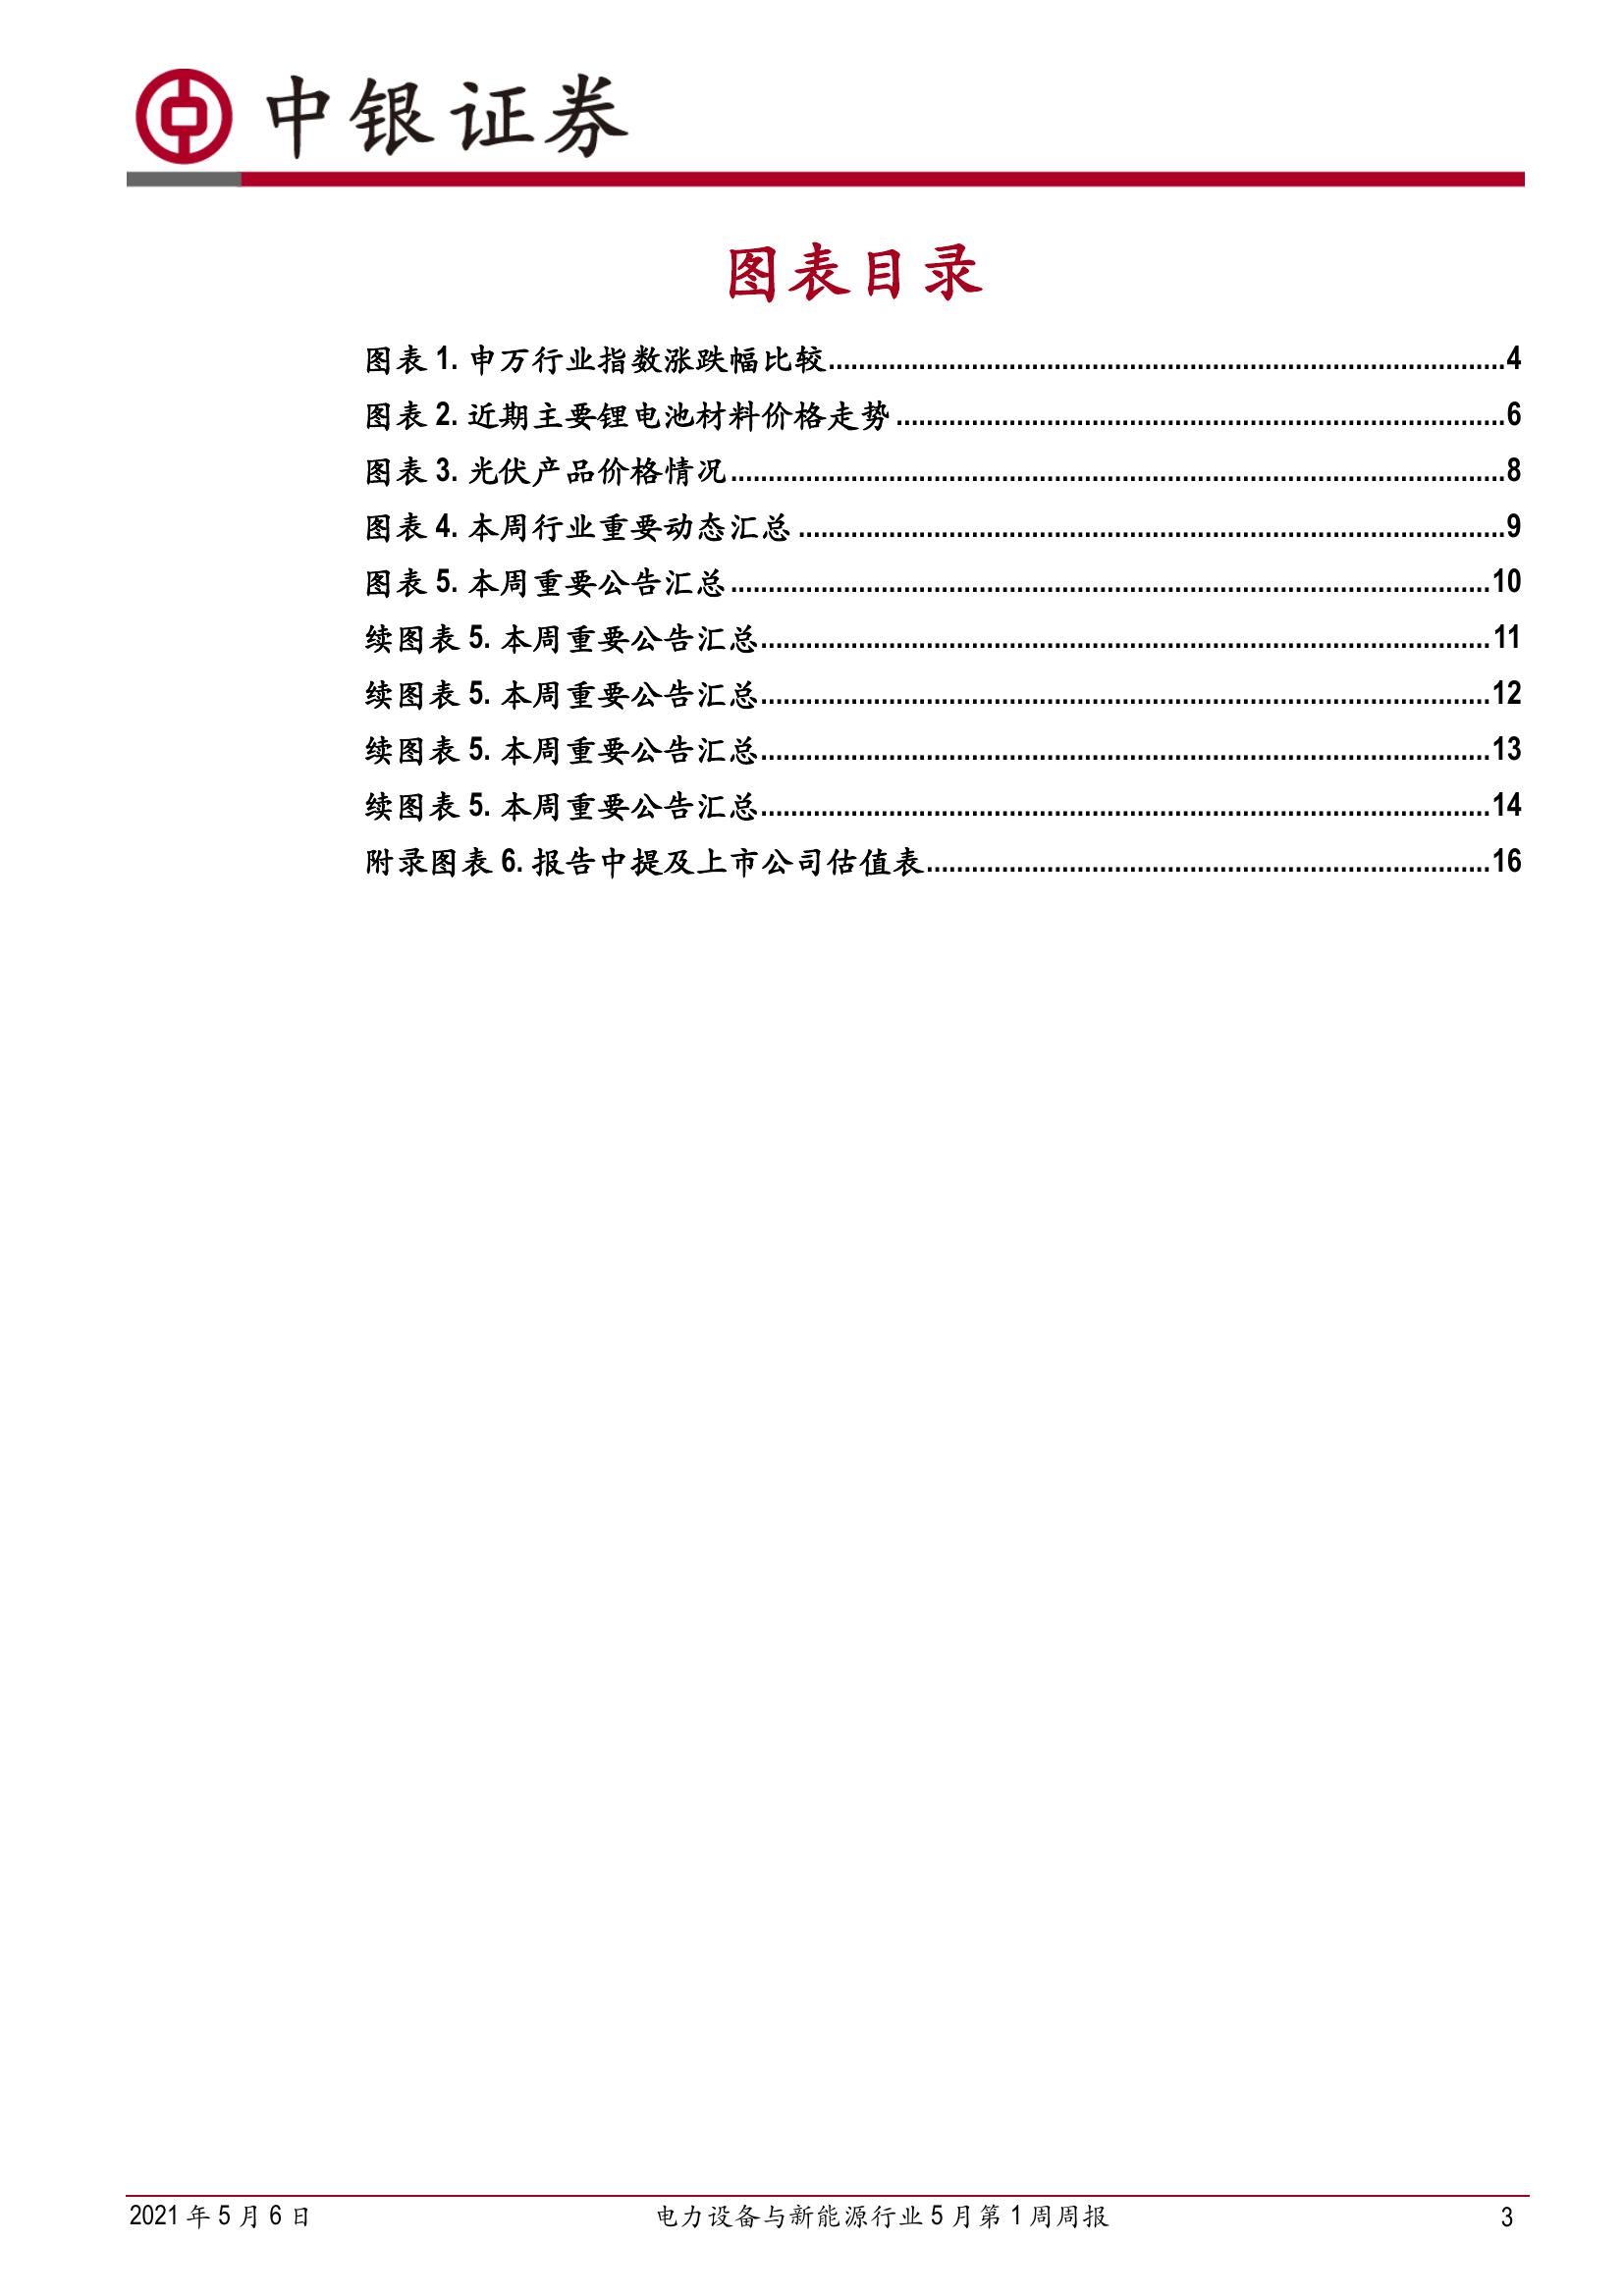 中银证券
图表目录
图表 1. 申万行业指数涨跌幅比较..........4
图表 2. 近期主要锂电池材料价格走势..........6
图表 3. 光伏产品价格情况..........8
图表 4. 本周行业重要动态汇总..........9
图表 5. 本周重要公告汇总..........10
续图表 5. 本周重要公告汇总..........11
续图表 5. 本周重要公告汇总..........12
续图表 5. 本周重要公告汇总..........13
续图表 5. 本周重要公告汇总..........14
附录图表 6. 报告中提及上市公司估值表..........16
2021 年 5 月 6 日 电力设备与新能源行业 5 月第 1 周周报 3